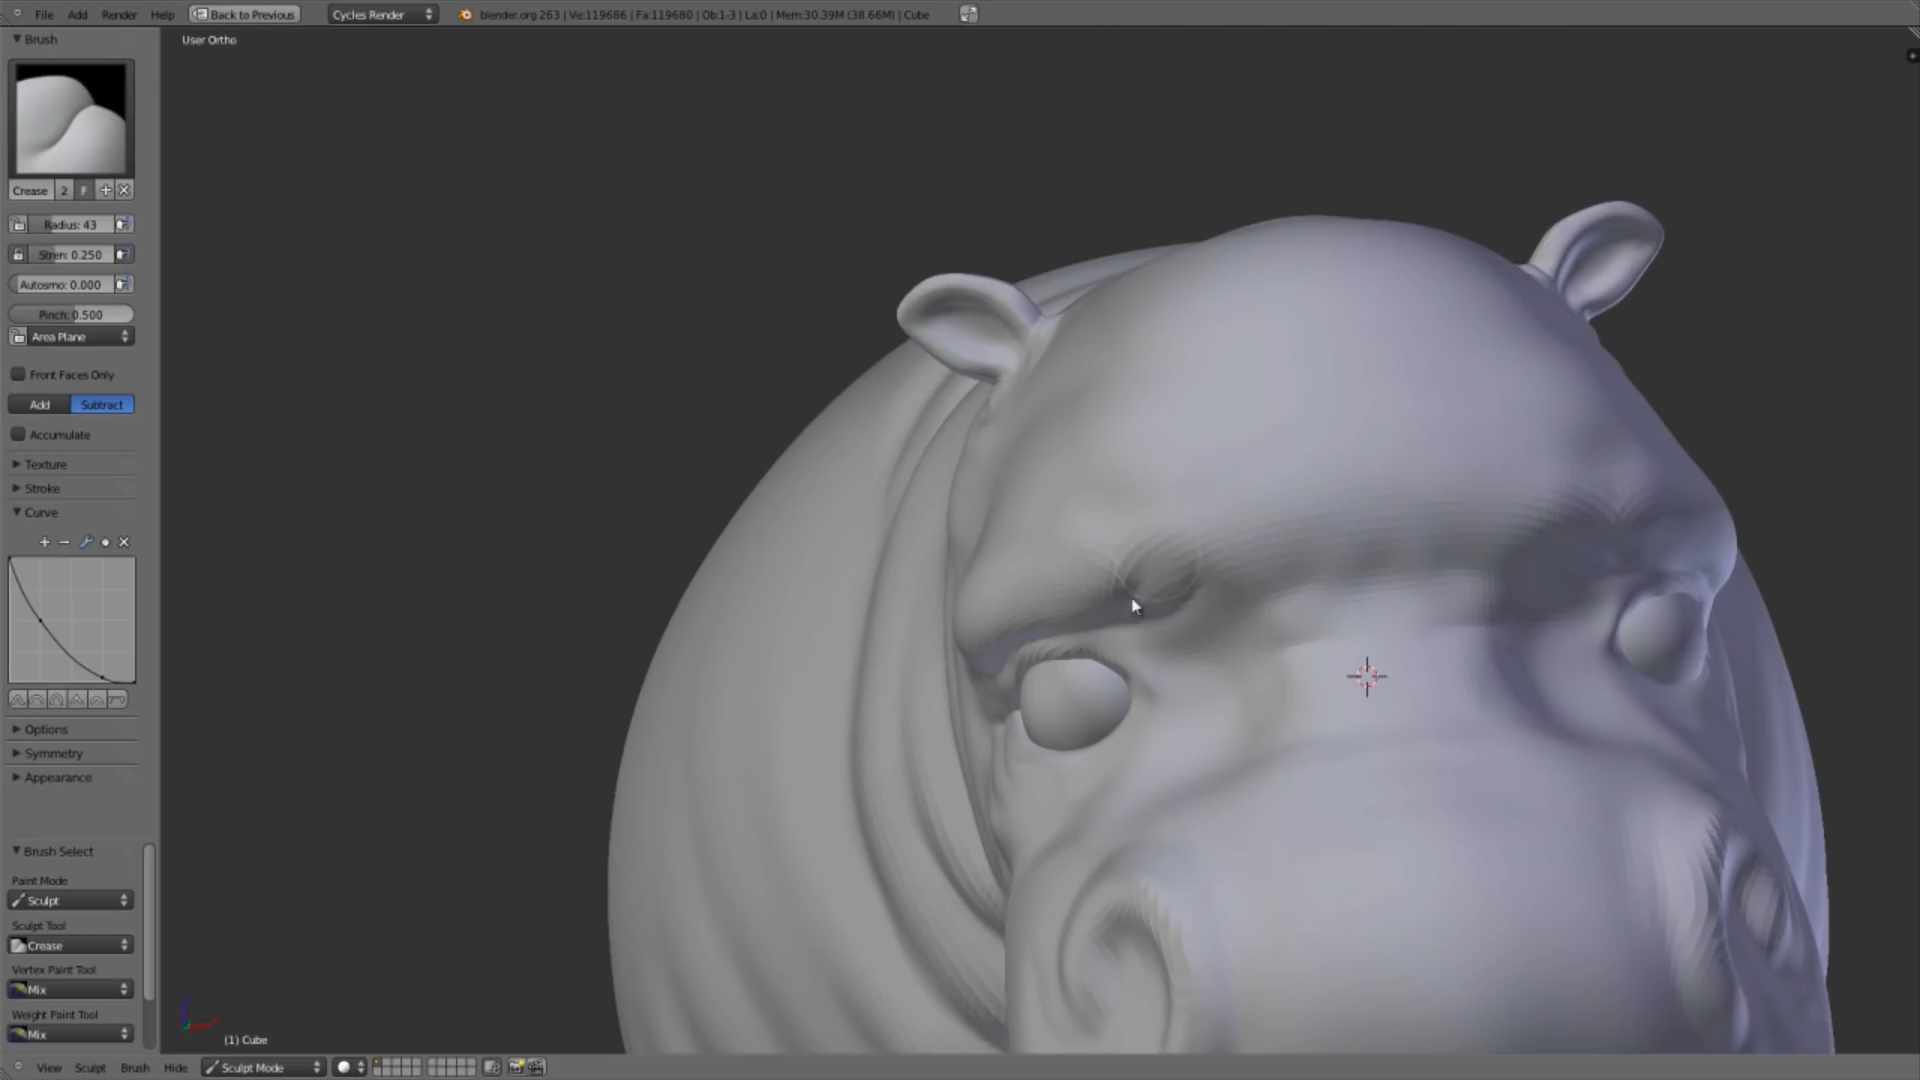 File Add Render Help Back to Previous Cycles Render blender.org 263 | Ve:119686 | Fa:119680 | Ob:1-3 | La:0 | Mem:30.39M (38.66M) | Cube
Brush
User Ortho
Crease 2 F
Radius: 43
Stren: 0.250
Autosmo: 0.000
Pinch: 0.500
Area Plane
Front Faces Only
Add Subtract
Accumulate
Texture
Stroke
Curve
Options
Symmetry
Appearance
Brush Select
Paint Mode
Sculpt
Sculpt Tool
Crease
Vertex Paint Tool
Mix
Weight Paint Tool
Mix
(1) Cube
View Sculpt Brush Hide Sculpt Mode